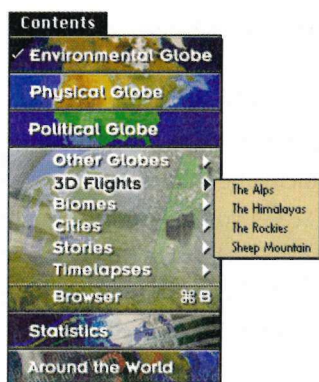 Contents
✓ Environmental Globe
Physical Globe
Political Globe
Other Globes
3D Flights
The Alps
The Himalayas
The Rockies
Sheep Mountain
Biomes
Cities
Stories
Timelapses
Browser ⌘ B
Statistics
Around the World